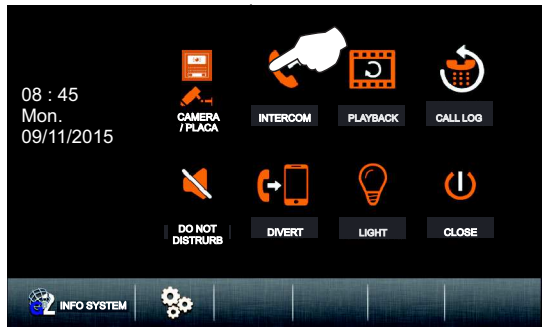 08 : 45
Mon.
09/11/2015
CAMERA
/ PLACA
INTERCOM
PLAYBACK
CALL LOG
DO NOT
DISTRURB
DIVERT
LIGHT
CLOSE
2 INFO SYSTEM